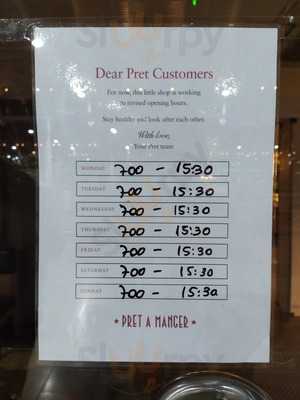 Dear Pret Customers
For now, this little shop is working
to revised opening hours.
Stay healthy and look after each other.
With love,
Your Pret team
MONDAY 700 - 15:30
TUESDAY 700 - 15:30
WEDNESDAY 700 - 15:30
THURSDAY 700 - 15:30
FRIDAY 700 - 15:30
SATURDAY 700 - 15:30
SUNDAY 700 - 15:30
* PRET A MANGER *